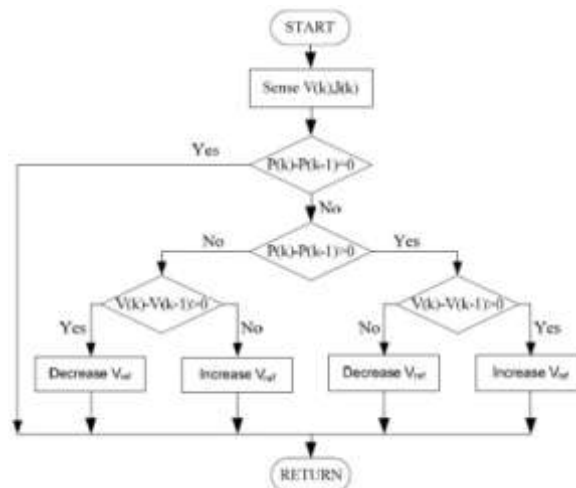 START
Sense V(k),I(k)
Yes
P(k)-P(k-1)=0
No
No
P(k)-P(k-1)>0
Yes
V(k)-V(k-1)>0
V(k)-V(k-1)>0
Yes
No
No
Yes
Decrease Vref
Increase Vref
Decrease Vref
Increase Vref
RETURN